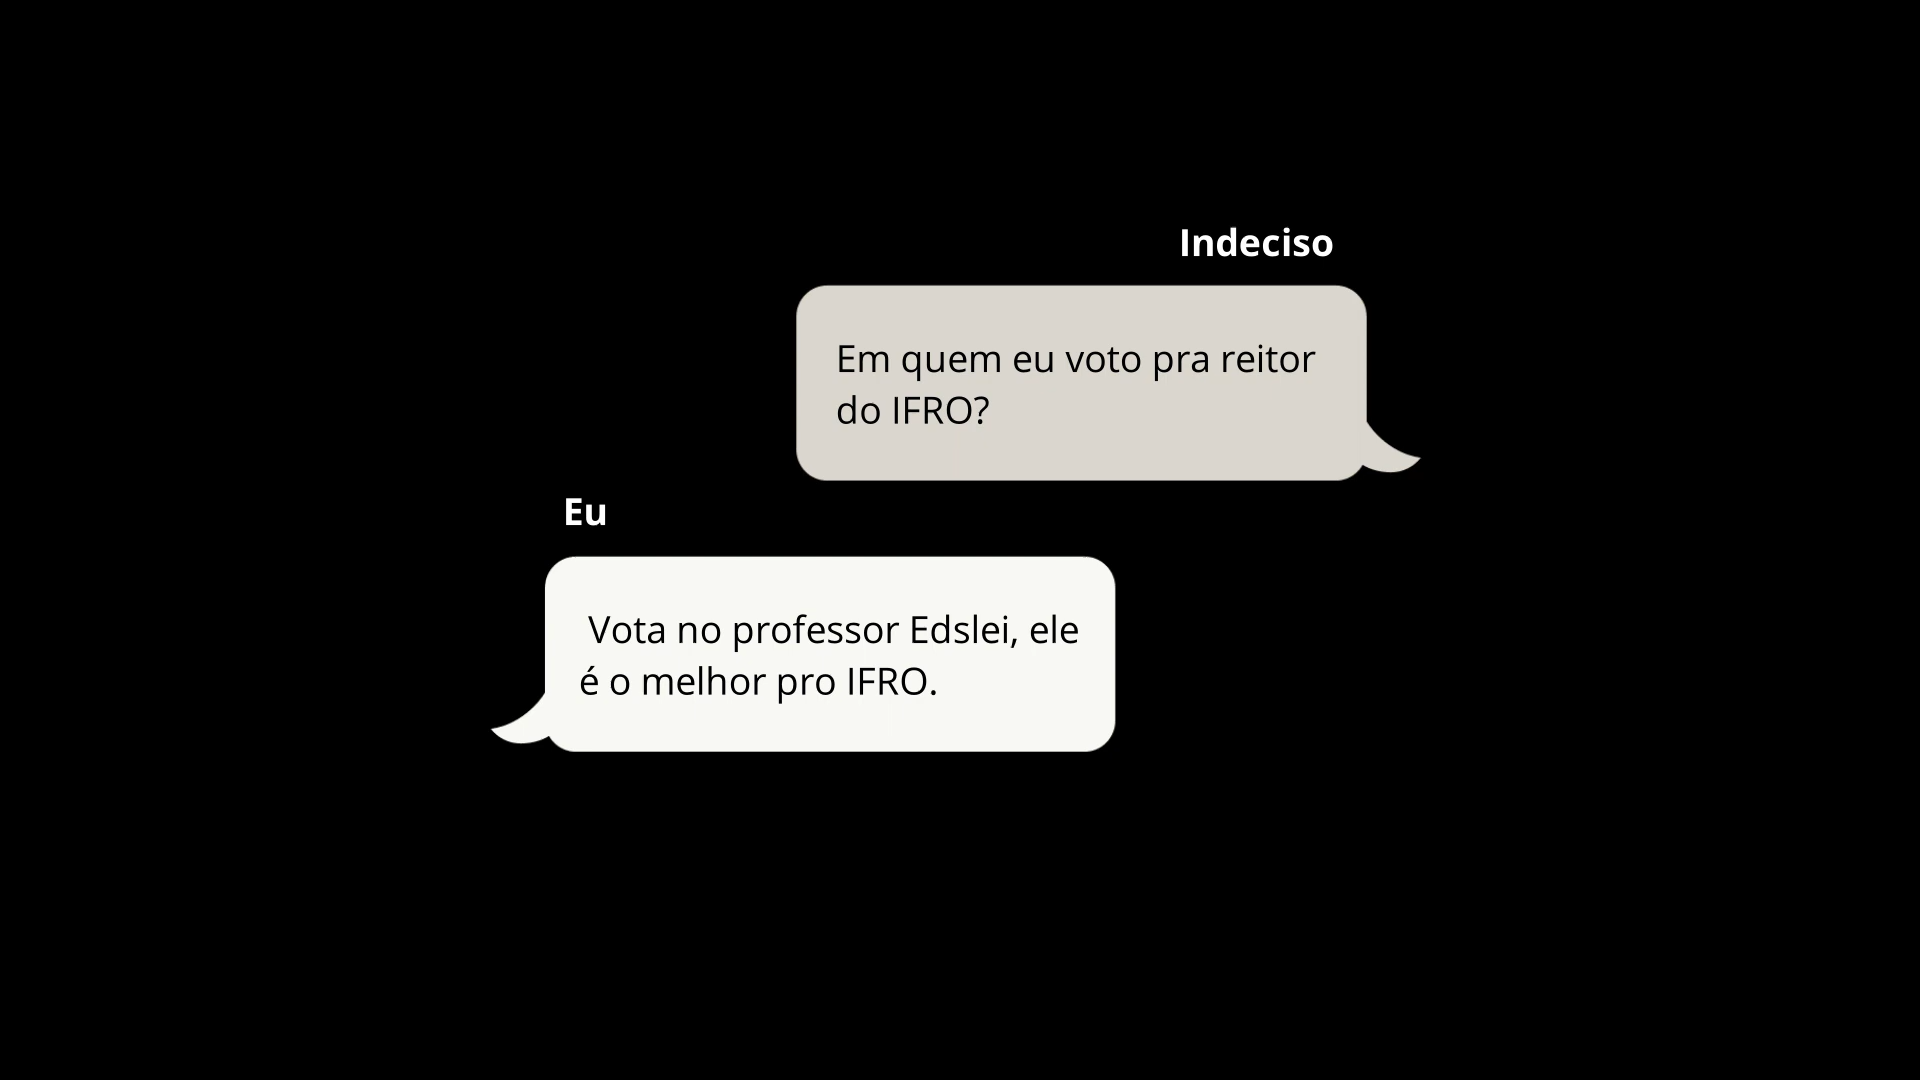 Indeciso
Em quem eu voto pra reitor
do IFRO?
Eu
Vota no professor Edslei, ele
é o melhor pro IFRO.